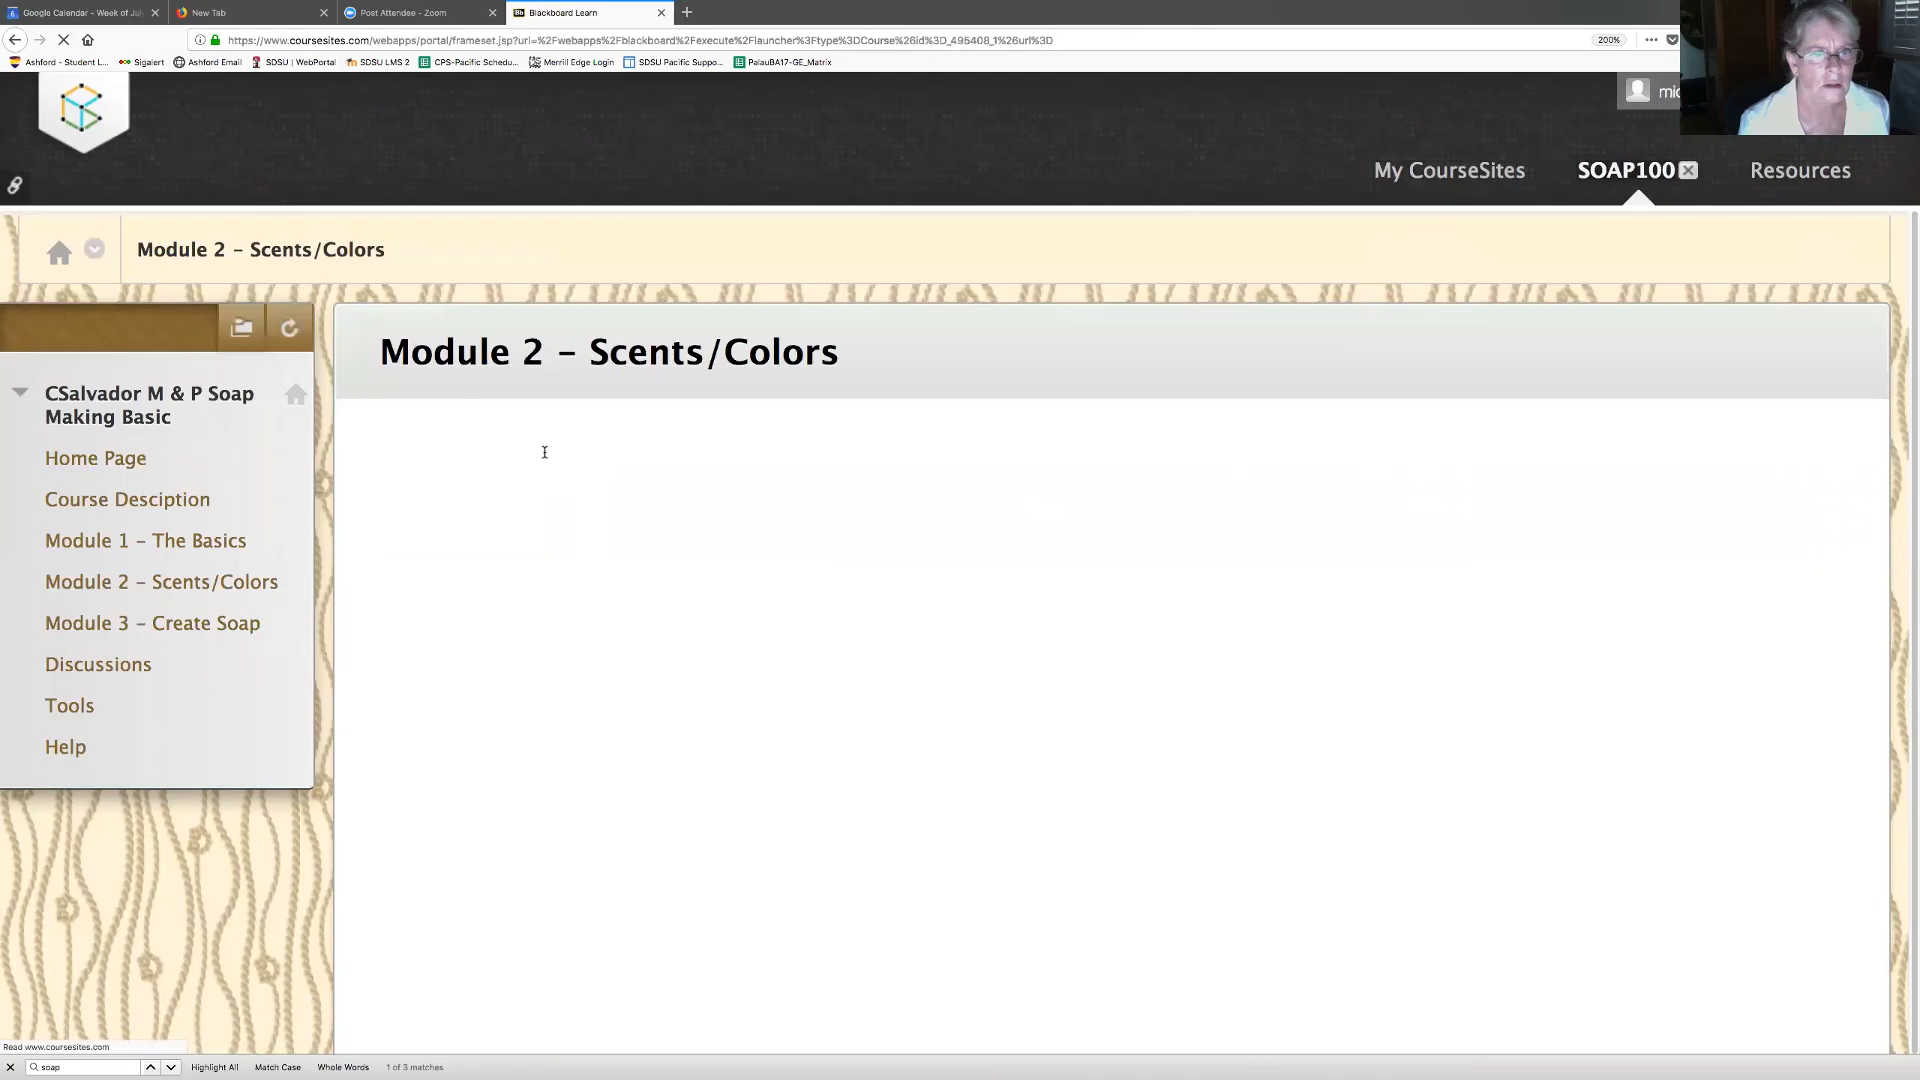 Google Calendar - Week of Jul
New Tab
Post Attendee - Zoom
Bb Blackboard Learn
https://www.coursesites.com/webapps/portal/frameset.jsp?url=%2Fwebapps%2Fblackboard%2Fexecute%2Flauncher%3Ftype%3DCourse%26id%3D_495408_1%26url%3D
200%
Ashford - Student L...
Sigalert
Ashford Email
SDSU | WebPortal
SDSU LMS 2
CPS-Pacific Schedu...
Merrill Edge Login
SDSU Pacific Suppo...
PalauBA17-GE_Matrix
My CourseSites
SOAP100
Resources
Module 2 - Scents/Colors
Module 2 - Scents/Colors
CSalvador M & P Soap
Making Basic
Home Page
Course Desciption
Module 1 - The Basics
Module 2 - Scents/Colors
Module 3 - Create Soap
Discussions
Tools
Help
Read www.coursesites.com
soap
Highlight All
Match Case
Whole Words
1 of 3 matches